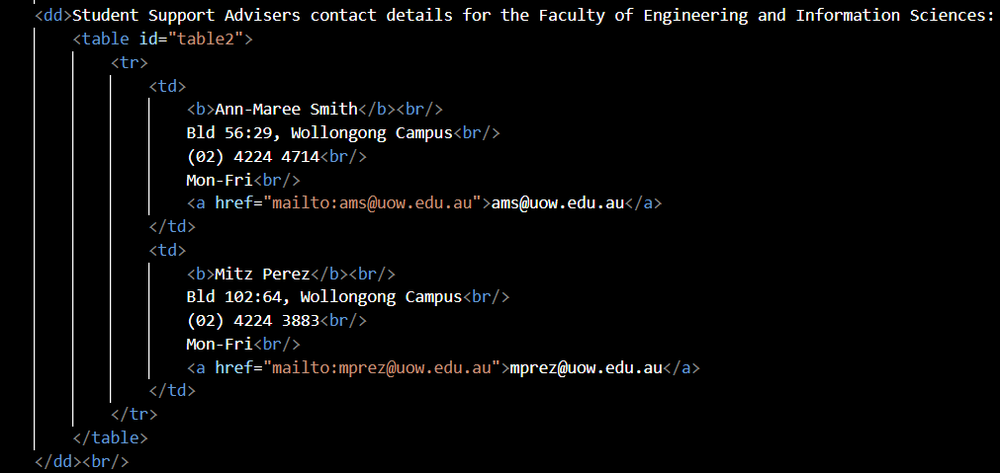 <dd>Student Support Advisers contact details for the Faculty of Engineering and Information Sciences:
<table id="table2">
<tr>
<td>
<b>Ann-Maree Smith</b><br/>
Bld 56:29, Wollongong Campus<br/>
(02) 4224 4714<br/>
Mon-Fri<br/>
<a href="mailto:ams@uow.edu.au">ams@uow.edu.au</a>
</td>
<td>
<b>Mitz Perez</b><br/>
Bld 102:64, Wollongong Campus<br/>
(02) 4224 3883<br/>
Mon-Fri<br/>
<a href="mailto:mprez@uow.edu.au">mprez@uow.edu.au</a>
</td>
</tr>
</table>
</dd><br/>